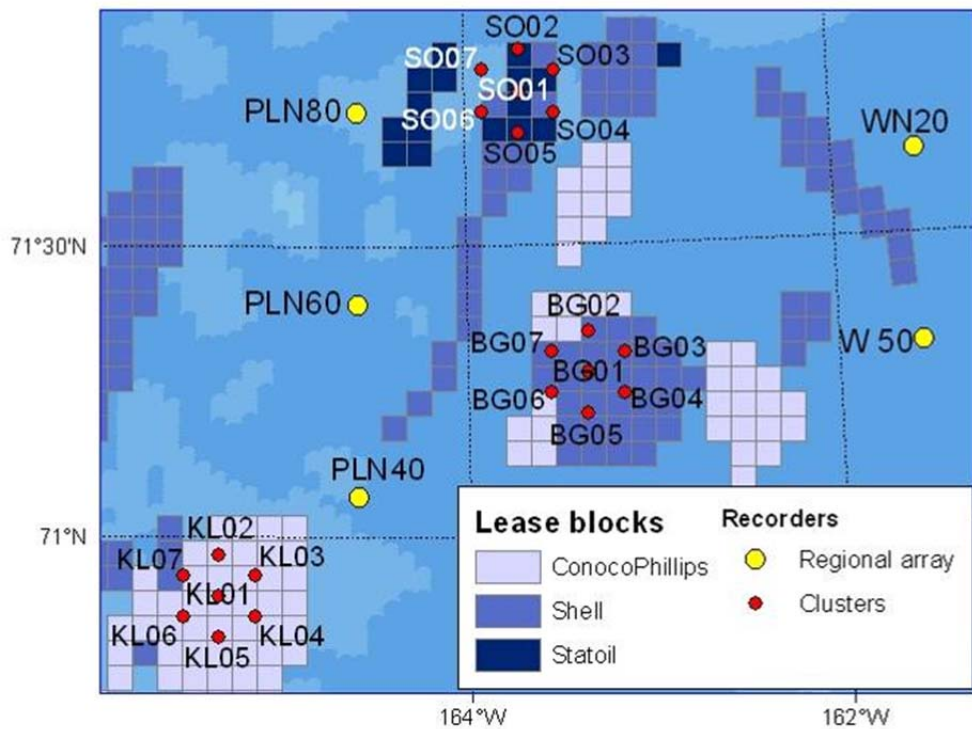 SO02
SO07
SO03
SO01
PLN80
SO06
SO04
WN20
SO05
71°30'N
PLN60
BG02
BG07
BG03
W 50
BG01
BG06
BG04
BG05
PLN40
71°N
KL02
KL07
KL03
KL01
KL06
KL04
KL05
Lease blocks
ConocoPhillips
Shell
Statoil
Recorders
Regional array
Clusters
164°W
162°W